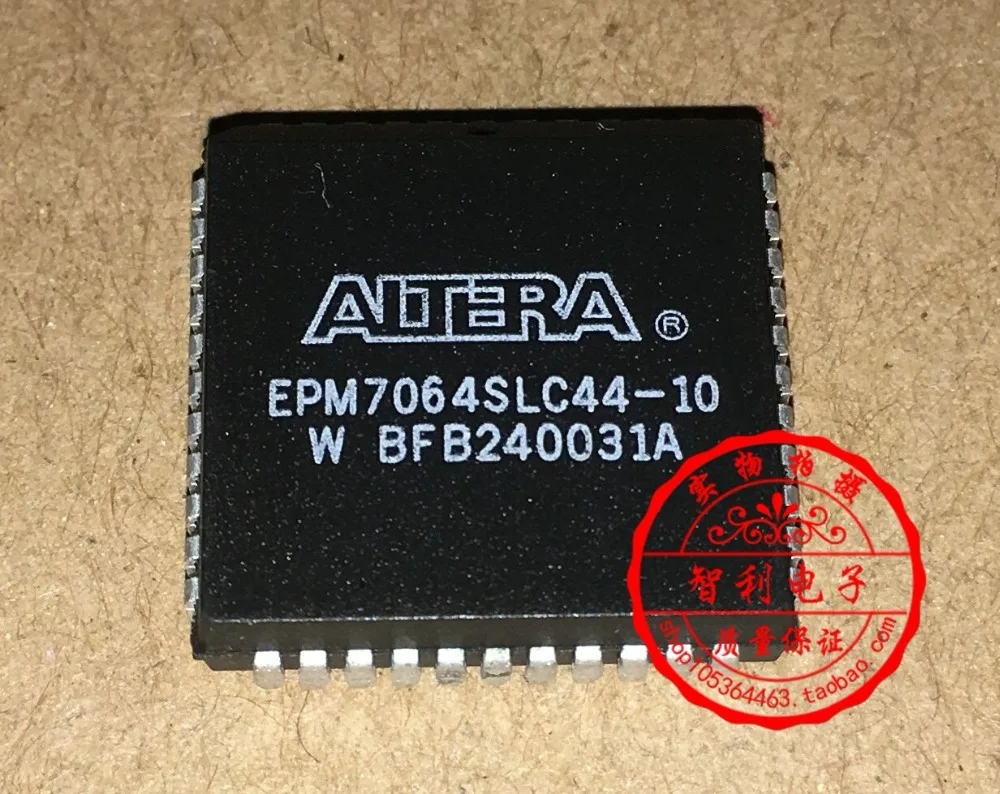 ALTERA®
EPM7064SLC44-10
W BFB240031A
实物拍摄
智利电子
质量保证
shop105364463.taobao.com